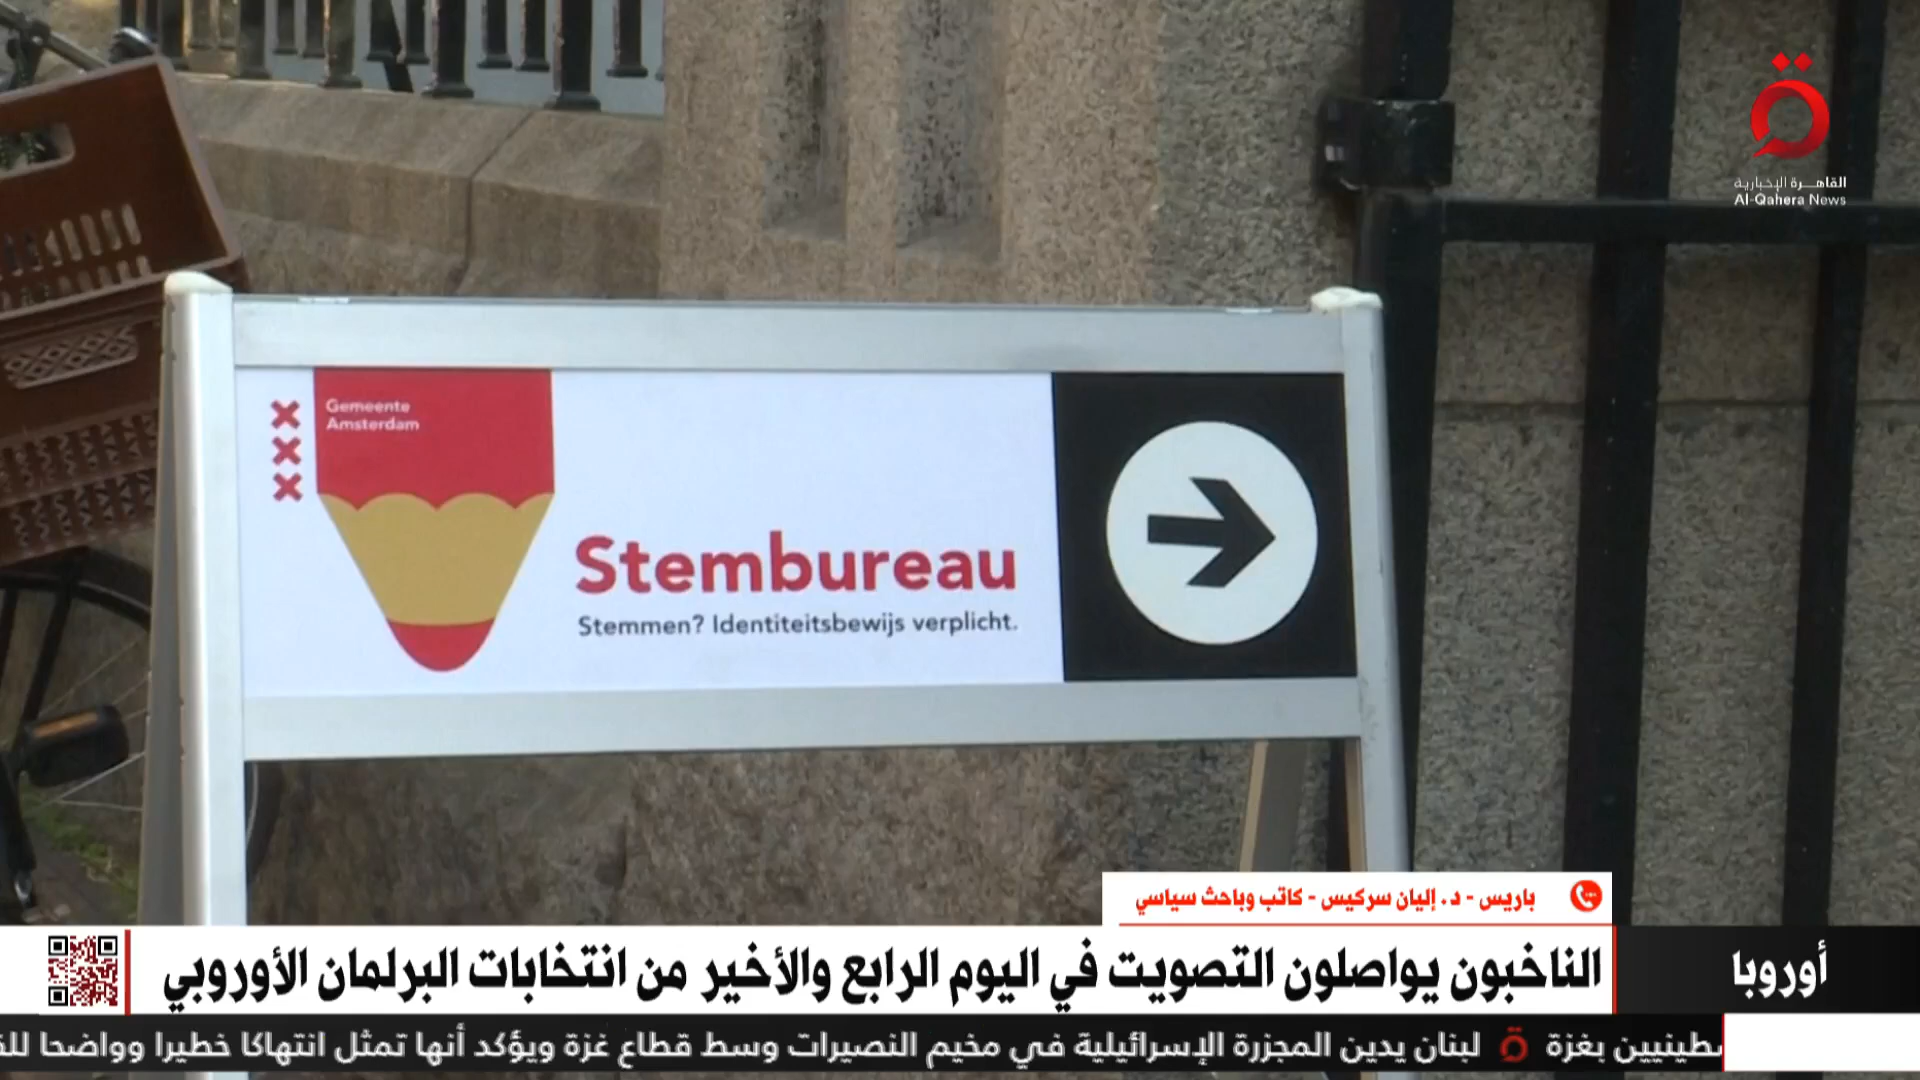 القاهرة الإخبارية
Al-Qahera News
Gemeente
Amsterdam
Stembureau
Stemmen? Identiteitsbewijs verplicht.
باريس - د. إليان سركيس - كاتب وباحث سياسي
أوروبا
الناخبون يواصلون التصويت في اليوم الرابع والأخير من انتخابات البرلمان الأوروبي
بغزة لبنان يدين المجزرة الإسرائيلية في مخيم النصيرات وسط قطاع غزة ويؤكد أنها تمثل انتهاكا خطيرا وواضحا